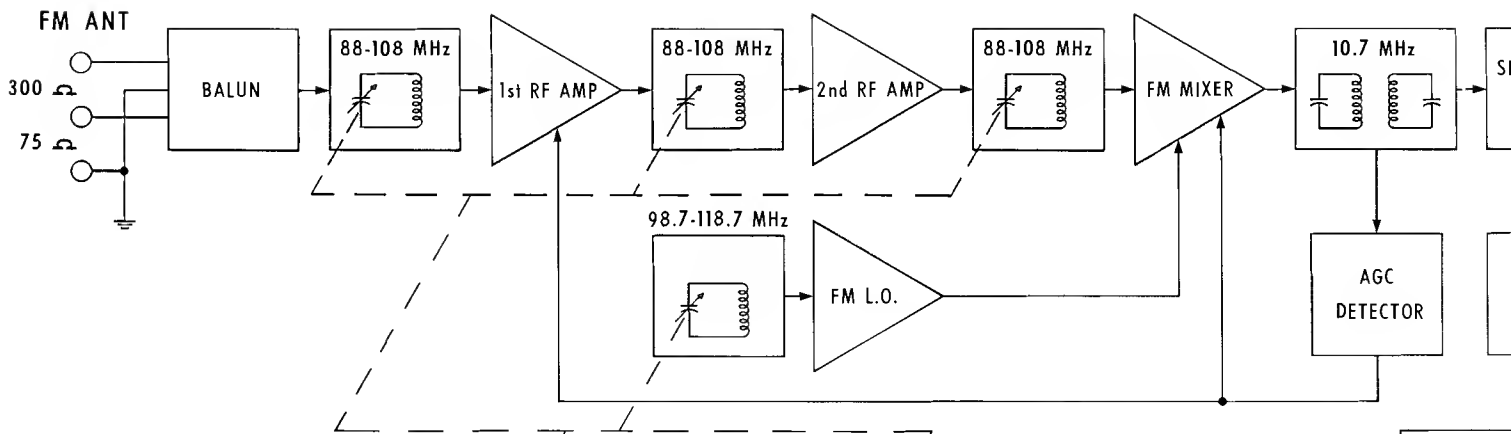 FM ANT
300 Ω
75 Ω
BALUN
88-108 MHz
1st RF AMP
88-108 MHz
2nd RF AMP
88-108 MHz
FM MIXER
10.7 MHz
98.7-118.7 MHz
FM L.O.
AGC
DETECTOR